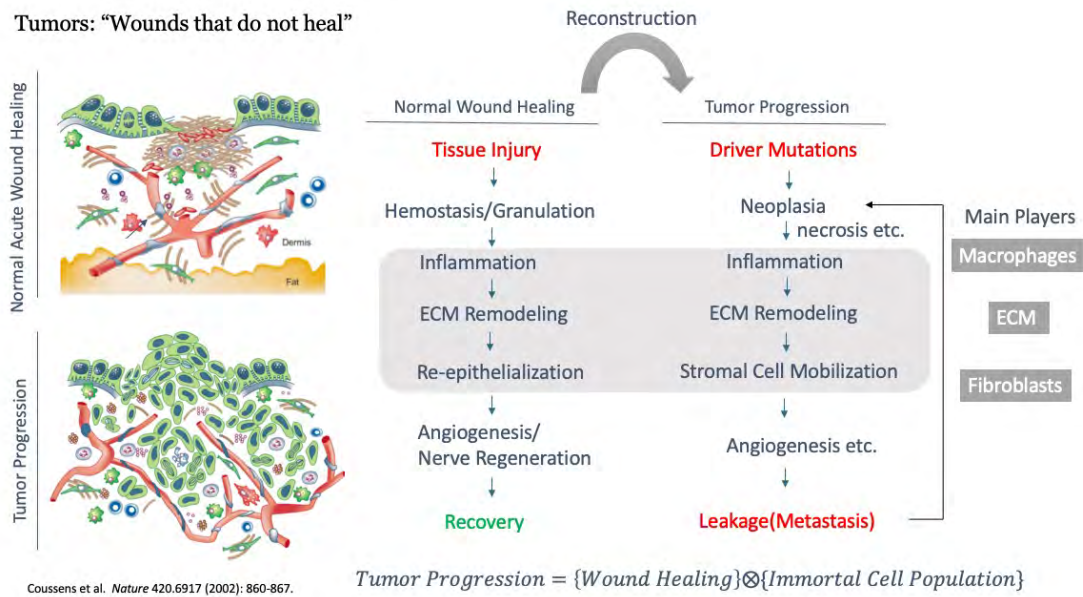 Tumors: “Wounds that do not heal”
Normal Acute Wound Healing
Dermis
Fat
Tumor Progression
Coussens et al. Nature 420.6917 (2002): 860-867.
Reconstruction
Normal Wound Healing
Tissue Injury
Hemostasis/Granulation
Inflammation
ECM Remodeling
Re-epithelialization
Angiogenesis/
Nerve Regeneration
Recovery
Tumor Progression
Driver Mutations
Neoplasia
necrosis etc.
Inflammation
ECM Remodeling
Stromal Cell Mobilization
Angiogenesis etc.
Leakage(Metastasis)
Main Players
Macrophages
ECM
Fibroblasts
Tumor Progression = {Wound Healing}⊗{Immortal Cell Population}